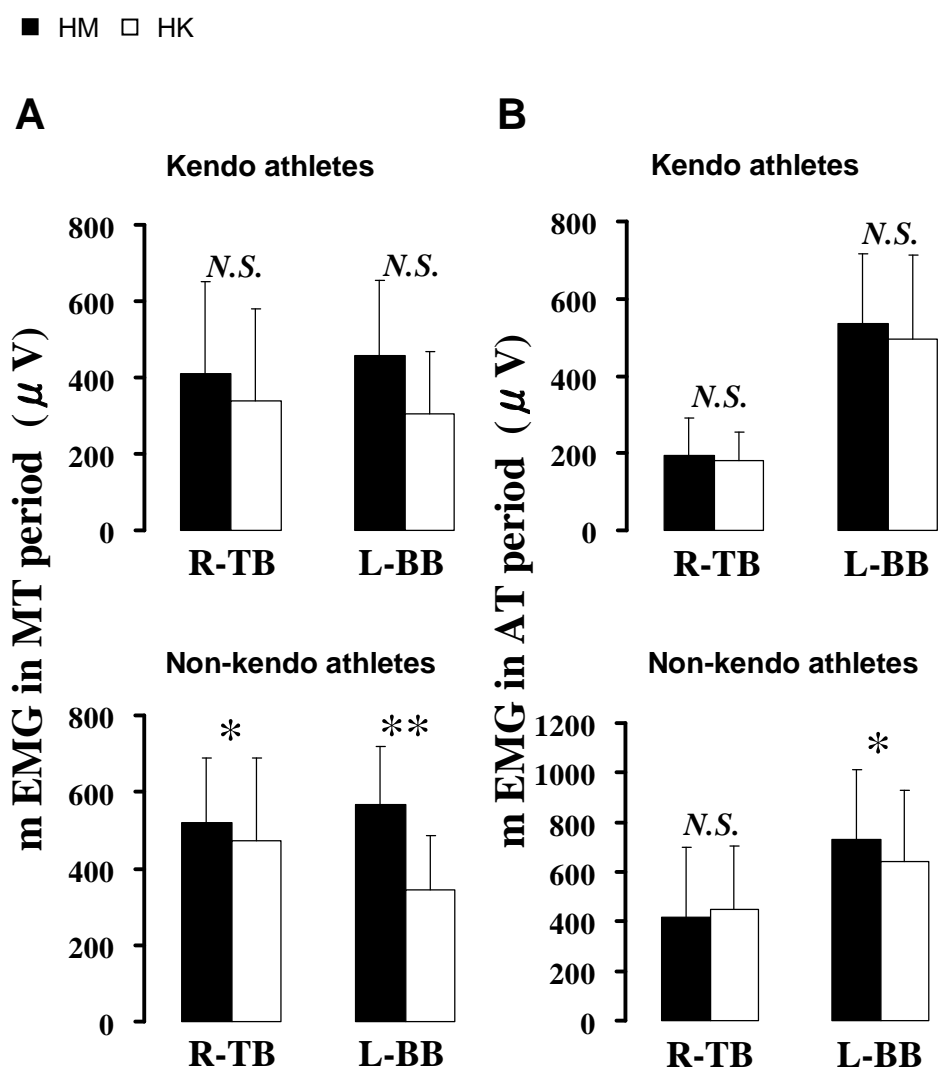 ■ HM □ HK
A
Kendo athletes
m EMG in MT period (μV)
800
600
400
200
0
N.S.
N.S.
R-TB L-BB
Non-kendo athletes
800
600
400
200
0
*
**
R-TB L-BB
B
Kendo athletes
m EMG in AT period (μV)
800
600
400
200
0
N.S.
N.S.
R-TB L-BB
Non-kendo athletes
1200
1000
800
600
400
200
0
N.S.
*
R-TB L-BB